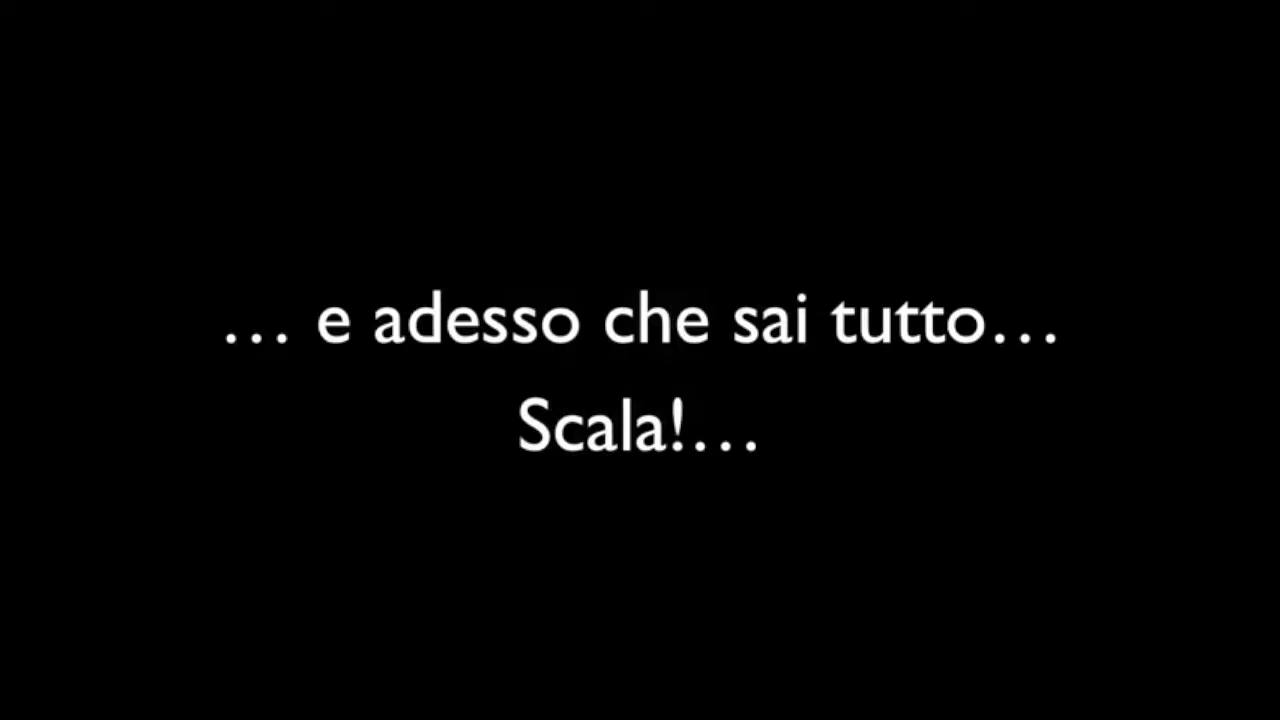 … e adesso che sai tutto…
Scala!…